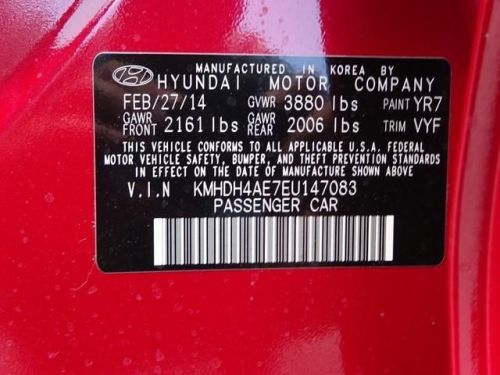 MANUFACTURED IN KOREA BY
HYUNDAI MOTOR COMPANY
FEB/27/14 GVWR 3880 lbs PAINT YR7
GAWR FRONT 2161 lbs GAWR REAR 2006 lbs TRIM VYF
THIS VEHICLE CONFORMS TO ALL APPLICABLE U.S.A. FEDERAL
MOTOR VEHICLE SAFETY, BUMPER, AND THEFT PREVENTION STANDARDS
IN EFFECT ON THE DATE OF MANUFACTURE SHOWN ABOVE.
V.I.N KMHDH4AE7EU147083
PASSENGER CAR